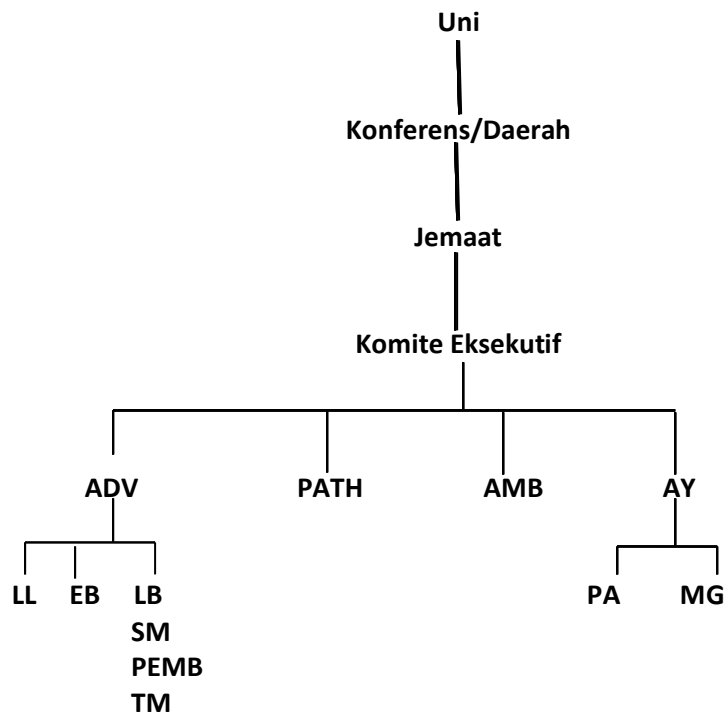 Uni
Konferens/Daerah
Jemaat
Komite Eksekutif
ADV PATH AMB AY
LL EB LB PA MG
SM
PEMB
TM